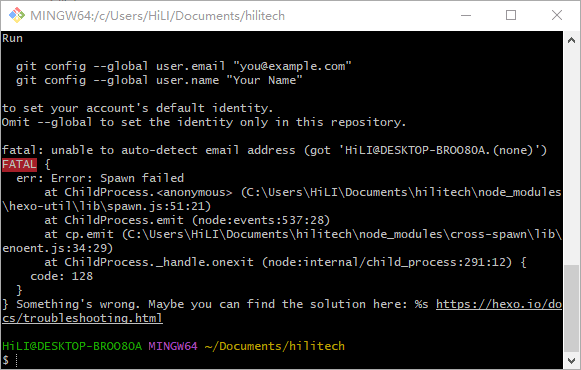 MINGW64:/c/Users/HiLI/Documents/hilitech
Run
git config --global user.email "you@example.com"
git config --global user.name "Your Name"
to set your account's default identity.
Omit --global to set the identity only in this repository.
fatal: unable to auto-detect email address (got 'HiLI@DESKTOP-BROO8OA.(none)')
FATAL {
err: Error: Spawn failed
at ChildProcess.<anonymous> (C:\Users\HiLI\Documents\hilitech\node_modules
\hexo-util\lib\spawn.js:51:21)
at ChildProcess.emit (node:events:537:28)
at cp.emit (C:\Users\HiLI\Documents\hilitech\node_modules\cross-spawn\lib\
enoent.js:34:29)
at ChildProcess._handle.onexit (node:internal/child_process:291:12) {
code: 128
}
} Something's wrong. Maybe you can find the solution here: %s https://hexo.io/do
cs/troubleshooting.html
HiLI@DESKTOP-BROO8OA MINGW64 ~/Documents/hilitech
$